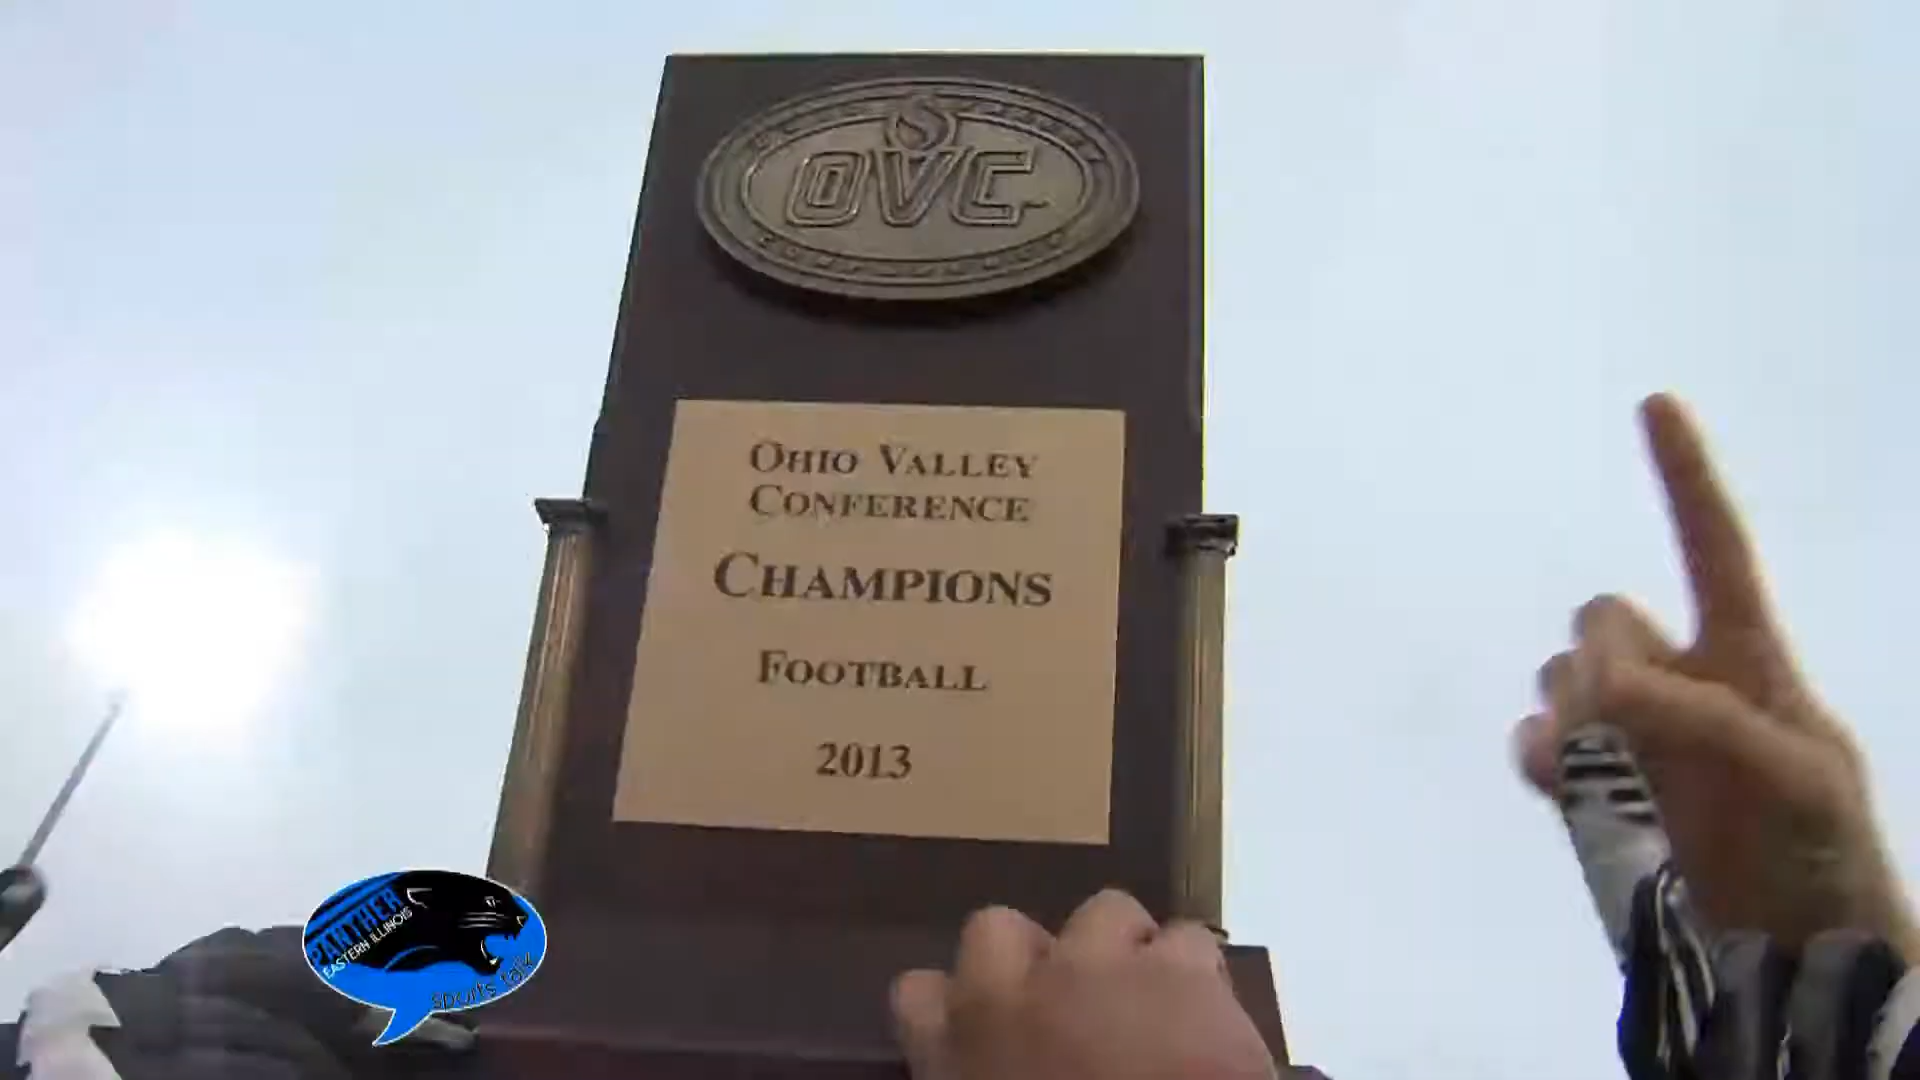 OVC
OHIO VALLEY
CONFERENCE
CHAMPIONS
FOOTBALL
2013
PANTHER
EASTERN ILLINOIS
sports talk